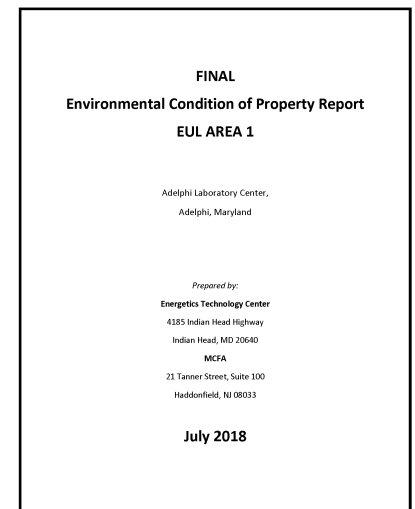 FINAL
Environmental Condition of Property Report
EUL AREA 1
Adelphi Laboratory Center,
Adelphi, Maryland
Prepared by:
Energetics Technology Center
4185 Indian Head Highway
Indian Head, MD 20640
MCFA
21 Tanner Street, Suite 100
Haddonfield, NJ 08033
July 2018